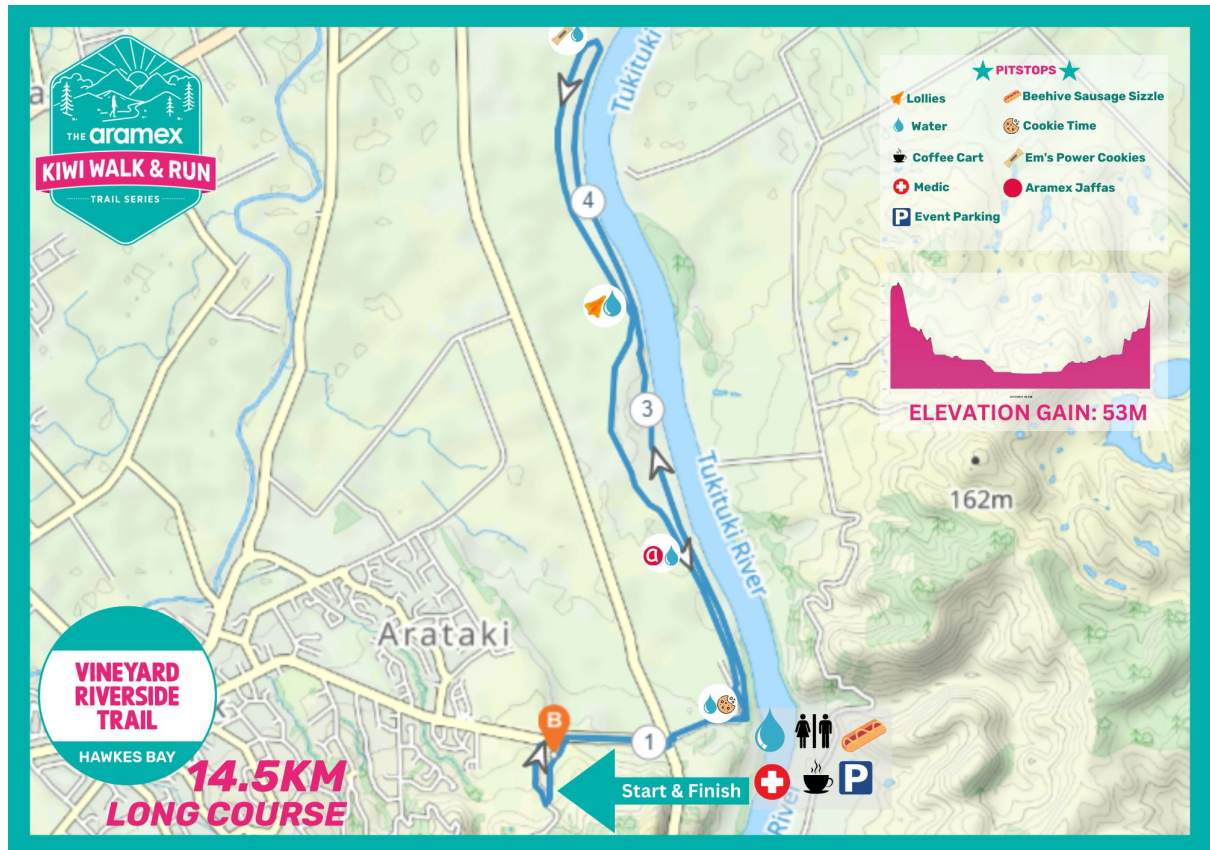 THE aramex
KIWI WALK & RUN
TRAIL SERIES
Tukituki
PITSTOPS
Lollies
Beehive Sausage Sizzle
Water
Cookie Time
Coffee Cart
Em's Power Cookies
Medic
Aramex Jaffas
P Event Parking
4
3
ELEVATION GAIN: 53M
162m
Tukituki River
@
Arataki
VINEYARD
RIVERSIDE
TRAIL
HAWKES BAY
B
1
Start & Finish
P
River
14.5KM
LONG COURSE